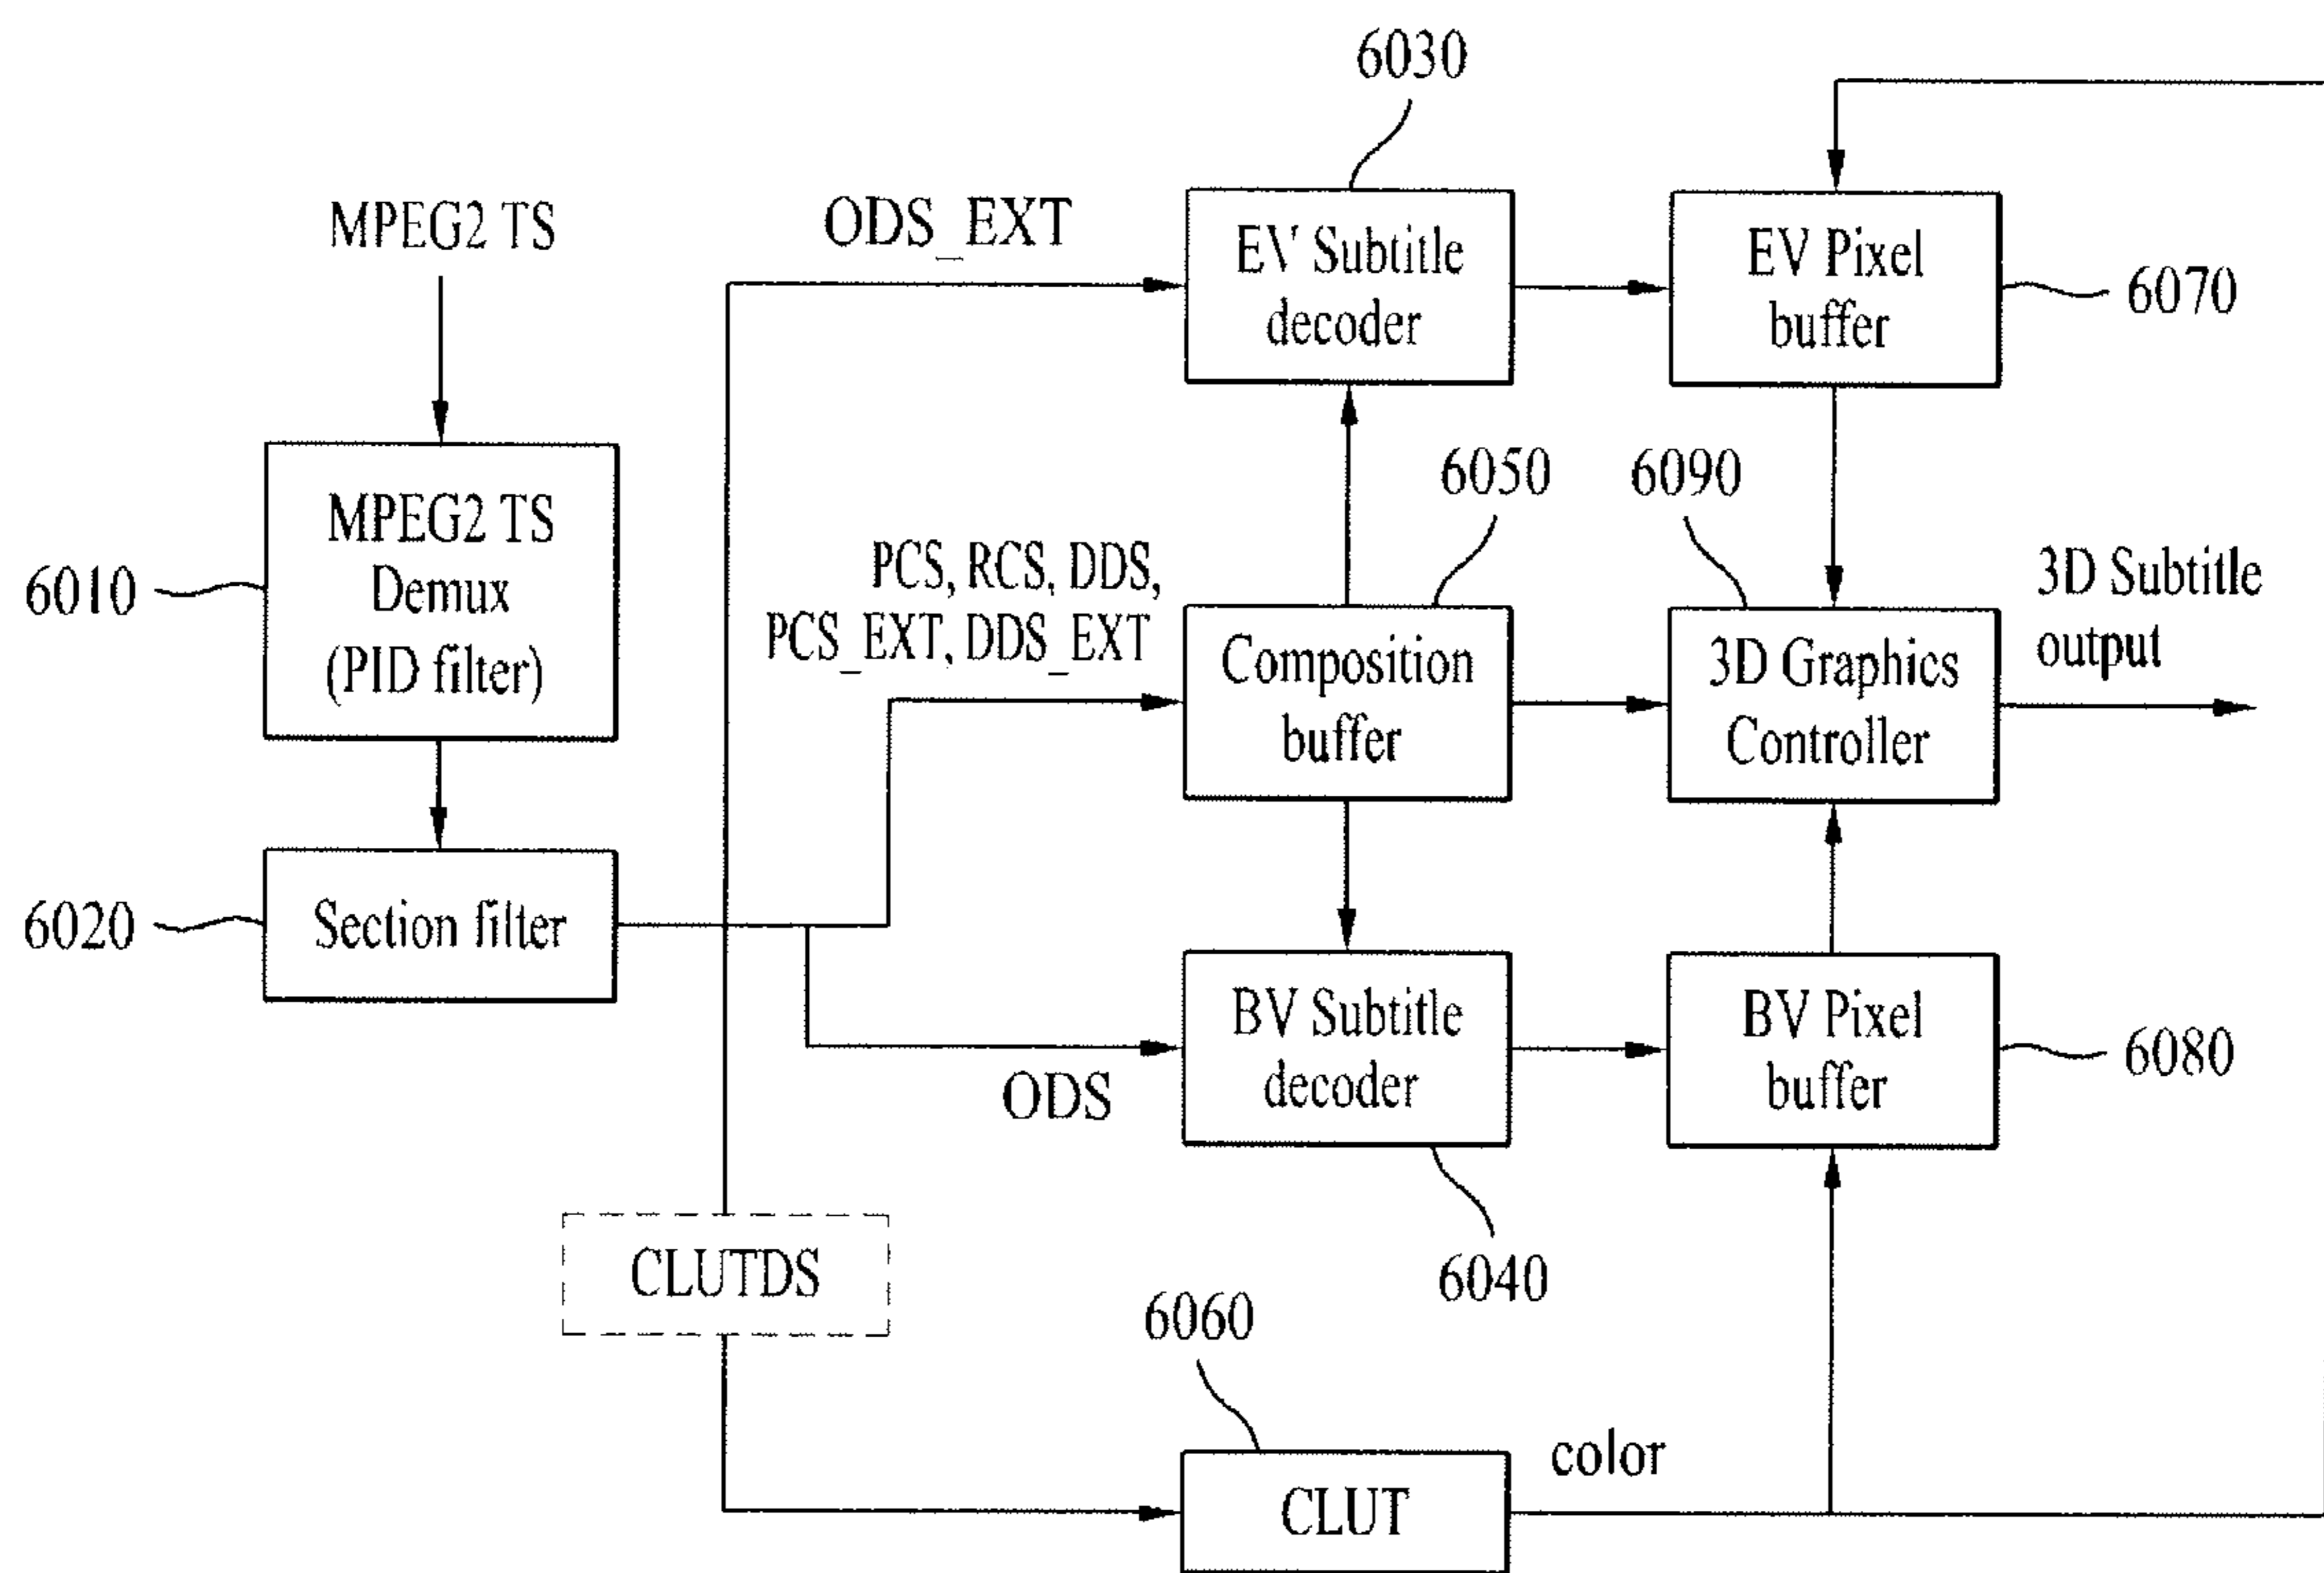 6030
MPEG2 TS
ODS_EXT
EV Subtitle
decoder
EV Pixel
buffer
6070
6010
MPEG2 TS
Demux
(PID filter)
PCS, RCS, DDS,
PCS_EXT, DDS_EXT
6050
6090
Composition
buffer
3D Graphics
Controller
3D Subtitle
output
6020
Section filter
ODS
BV Subtitle
decoder
BV Pixel
buffer
6080
6040
CLUTDS
6060
CLUT
color